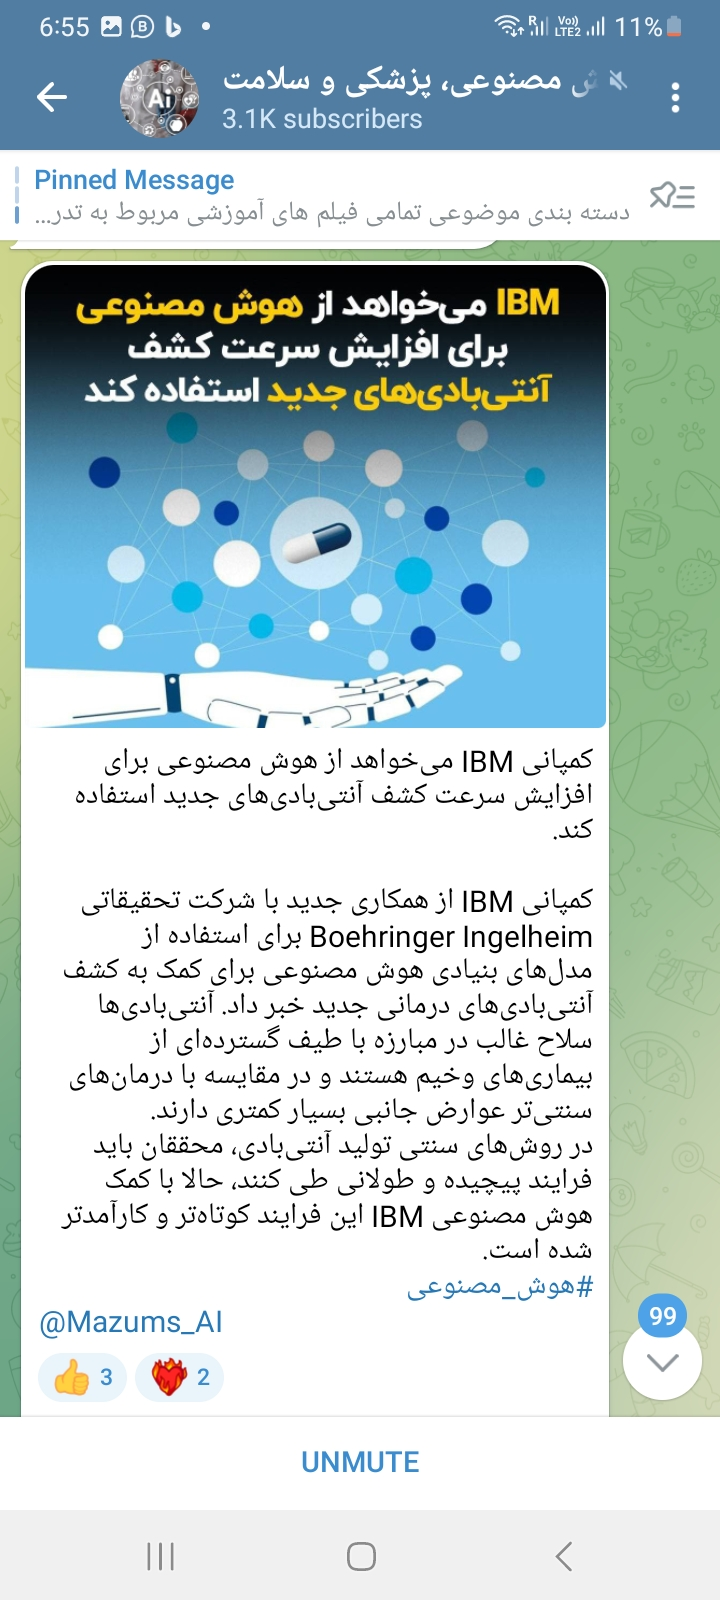 6:55
R
Vo))
LTE2
11%
Ai
ش مصنوعی، پزشکی و سلامت
3.1K subscribers
Pinned Message
دسته بندی موضوعی تمامی فیلم های آموزشی مربوط به تدر...
IBM می‌خواهد از هوش مصنوعی
برای افزایش سرعت کشف
آنتی‌بادی‌های جدید استفاده کند
کمپانی IBM می‌خواهد از هوش مصنوعی برای
افزایش سرعت کشف آنتی‌بادی‌های جدید استفاده
کند.
کمپانی IBM از همکاری جدید با شرکت تحقیقاتی
Boehringer Ingelheim برای استفاده از
مدل‌های بنیادی هوش مصنوعی برای کمک به کشف
آنتی‌بادی‌های درمانی جدید خبر داد. آنتی‌بادی‌ها
سلاح غالب در مبارزه با طیف گسترده‌ای از
بیماری‌های وخیم هستند و در مقایسه با درمان‌های
سنتی‌تر عوارض جانبی بسیار کمتری دارند.
در روش‌های سنتی تولید آنتی‌بادی، محققان باید
فرایند پیچیده و طولانی طی کنند، حالا با کمک
هوش مصنوعی IBM این فرایند کوتاه‌تر و کارآمدتر
شده است.
#هوش_مصنوعی
@Mazums_AI
3
2
99
UNMUTE